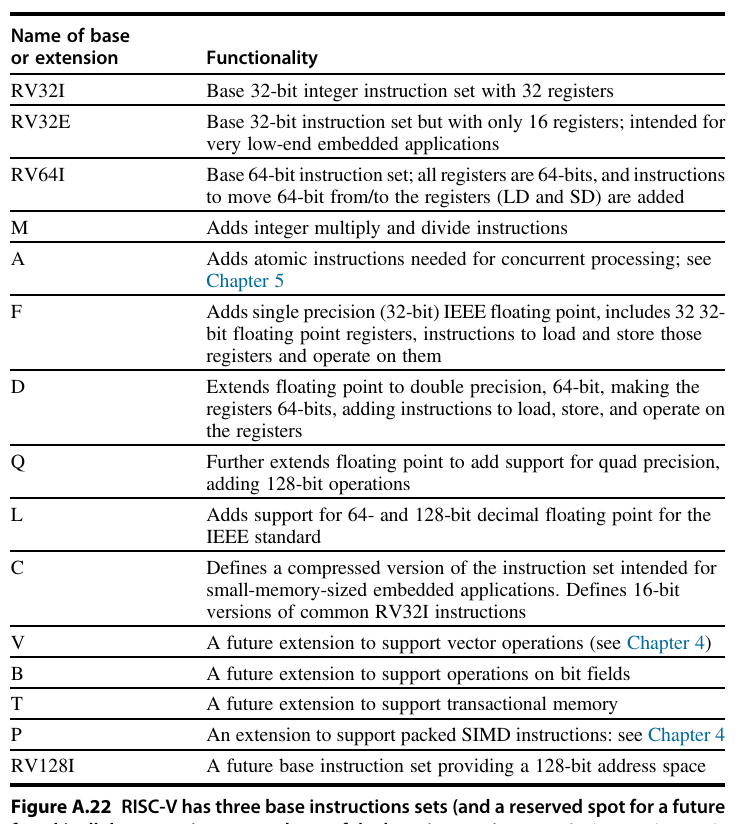 Name of base
or extension Functionality
RV32I Base 32-bit integer instruction set with 32 registers
RV32E Base 32-bit instruction set but with only 16 registers; intended for
very low-end embedded applications
RV64I Base 64-bit instruction set; all registers are 64-bits, and instructions
to move 64-bit from/to the registers (LD and SD) are added
M Adds integer multiply and divide instructions
A Adds atomic instructions needed for concurrent processing; see
Chapter 5
F Adds single precision (32-bit) IEEE floating point, includes 32 32-
bit floating point registers, instructions to load and store those
registers and operate on them
D Extends floating point to double precision, 64-bit, making the
registers 64-bits, adding instructions to load, store, and operate on
the registers
Q Further extends floating point to add support for quad precision,
adding 128-bit operations
L Adds support for 64- and 128-bit decimal floating point for the
IEEE standard
C Defines a compressed version of the instruction set intended for
small-memory-sized embedded applications. Defines 16-bit
versions of common RV32I instructions
V A future extension to support vector operations (see Chapter 4)
B A future extension to support operations on bit fields
T A future extension to support transactional memory
P An extension to support packed SIMD instructions: see Chapter 4
RV128I A future base instruction set providing a 128-bit address space
Figure A.22 RISC-V has three base instructions sets (and a reserved spot for a future